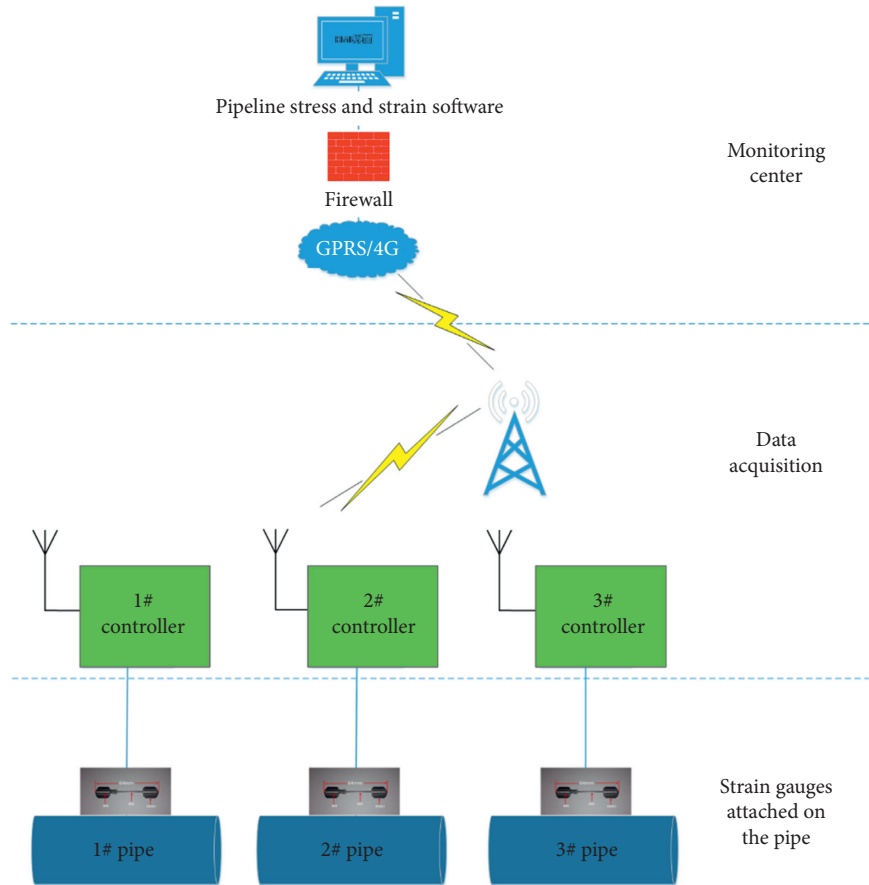 Pipeline stress and strain software
Firewall
GPRS/4G
Monitoring
center
Data
acquisition
1#
controller
2#
controller
3#
controller
Strain gauges
attached on
the pipe
1# pipe
2# pipe
3# pipe